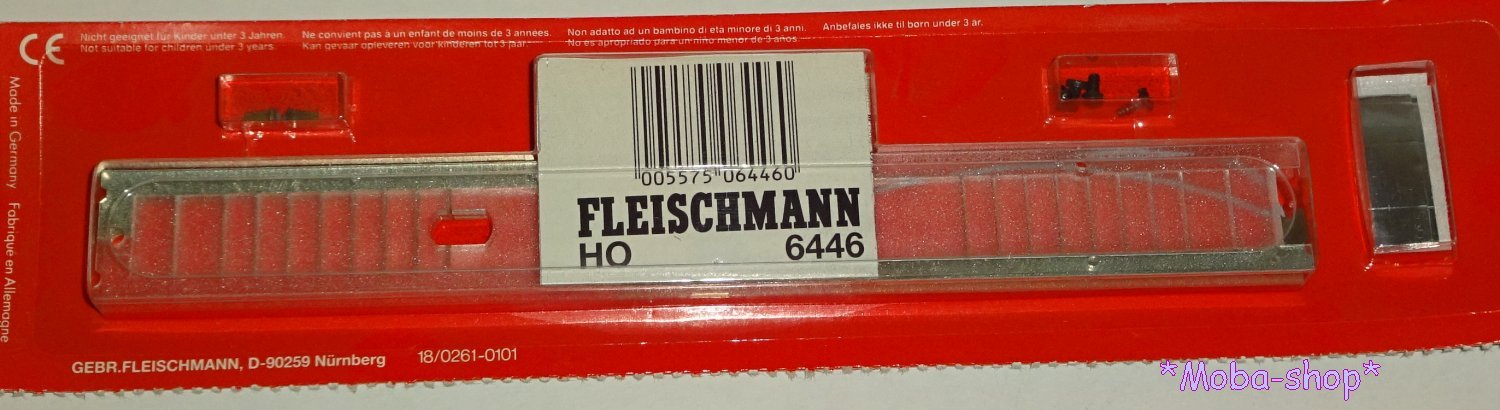 CE
Nicht geeignet für Kinder unter 3 Jahren.
Not suitable for children under 3 years.
Ne convient pas à un enfant de moins de 3 années.
Kan gevaar opleveren voor kinderen tot 3 jaar.
Non adatto ad un bambino di eta minore di 3 anni.
No es apropriado para un niño menor de 3 años.
Anbefales ikke til børn under 3 ar.
Made in Germany Fabriqué en Allemagne
005575 064460
FLEISCHMANN
HO 6446
GEBR.FLEISCHMANN, D-90259 Nürnberg 18/0261-0101
*Moba-shop*